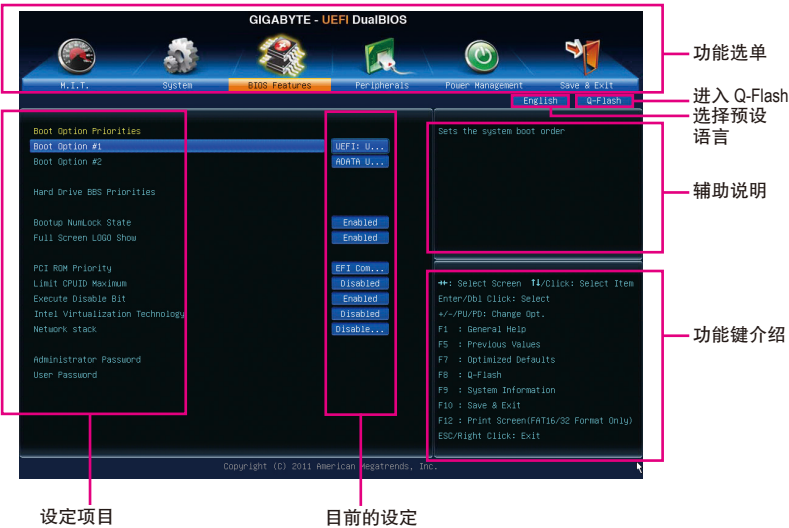 GIGABYTE - UEFI DualBIOS
M.I.T. System BIOS Features Peripherals Power Management Save & Exit
功能选单
English Q-Flash
进入 Q-Flash
选择预设
语言
Boot Option Priorities
Boot Option #1 UEFI: U...
Boot Option #2 ADATA U...
Hard Drive BBS Priorities
Bootup NumLock State Enabled
Full Screen LOGO Show Enabled
PCI ROM Priority EFI Com...
Limit CPUID Maximum Disabled
Execute Disable Bit Enabled
Intel Virtualization Technology Disabled
Network stack Disable...
Administrator Password
User Password
Sets the system boot order
辅助说明
→←: Select Screen ↑↓/Click: Select Item
Enter/Dbl Click: Select
+/-/PU/PD: Change Opt.
F1 : General Help
F5 : Previous Values
F7 : Optimized Defaults
F8 : Q-Flash
F9 : System Information
F10 : Save & Exit
F12 : Print Screen(FAT16/32 Format Only)
ESC/Right Click: Exit
功能键介绍
Copyright (C) 2011 American Megatrends, Inc.
设定项目
目前的设定